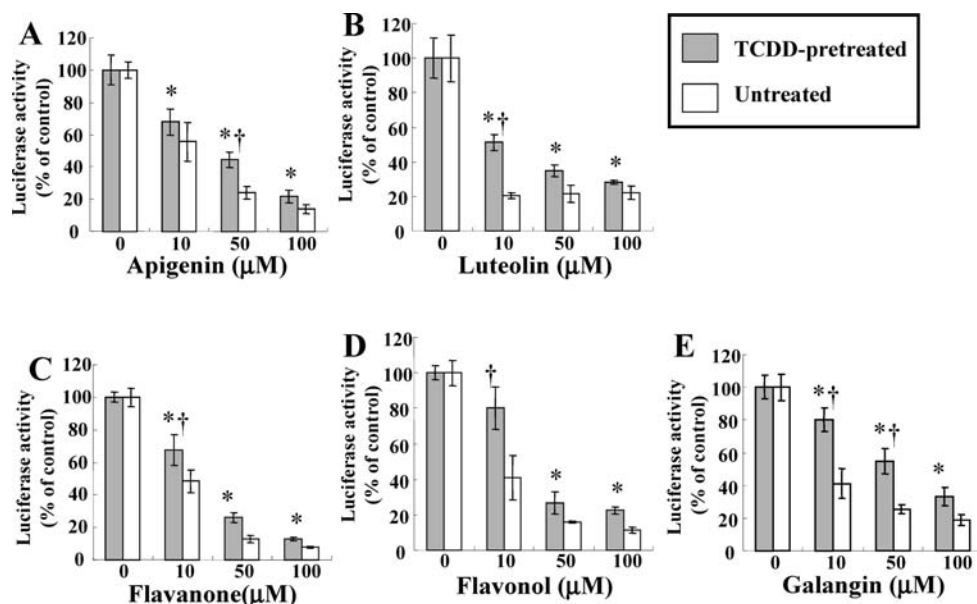 A
Luciferase activity
(% of control)
120
100
80
60
40
20
0
*
*†
*
0 10 50 100
Apigenin (μM)
B
Luciferase activity
(% of control)
120
100
80
60
40
20
0
*†
*
*
0 10 50 100
Luteolin (μM)
TCDD-pretreated
Untreated
C
Luciferase activity
(% of control)
120
100
80
60
40
20
0
*†
*
*
0 10 50 100
Flavanone(μM)
D
Luciferase activity
(% of control)
120
100
80
60
40
20
0
†
*
*
0 10 50 100
Flavonol (μM)
E
Luciferase activity
(% of control)
120
100
80
60
40
20
0
*†
*†
*
0 10 50 100
Galangin (μM)